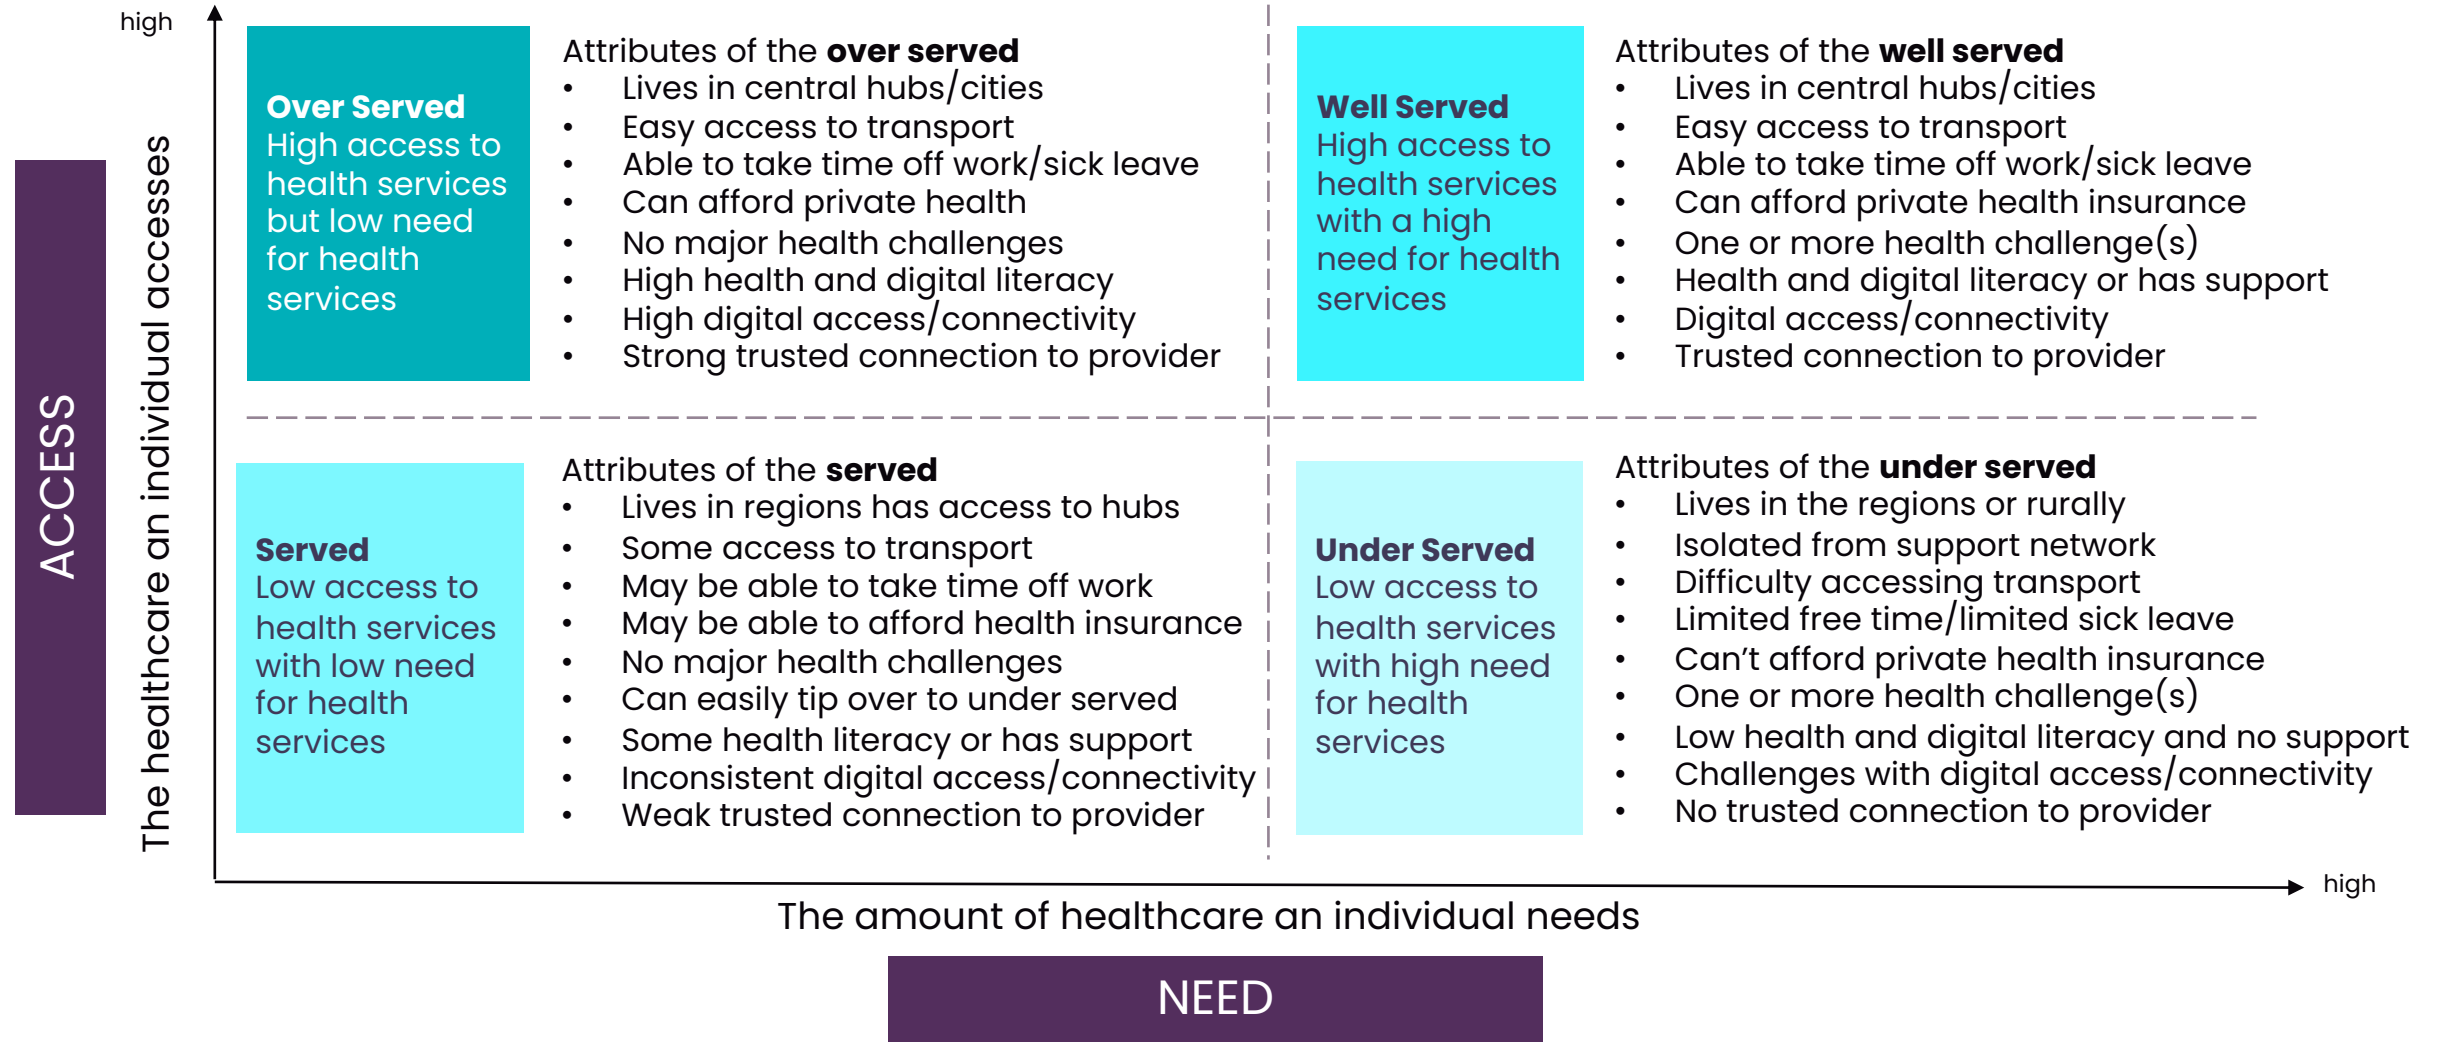 high
ACCESS
The healthcare an individual accesses
Over Served
High access to
health services
but low need
for health
services
Attributes of the over served
• Lives in central hubs/cities
• Easy access to transport
• Able to take time off work/sick leave
• Can afford private health
• No major health challenges
• High health and digital literacy
• High digital access/connectivity
• Strong trusted connection to provider
Well Served
High access to
health services
with a high
need for health
services
Attributes of the well served
• Lives in central hubs/cities
• Easy access to transport
• Able to take time off work/sick leave
• Can afford private health insurance
• One or more health challenge(s)
• Health and digital literacy or has support
• Digital access/connectivity
• Trusted connection to provider
Served
Low access to
health services
with low need
for health
services
Attributes of the served
• Lives in regions has access to hubs
• Some access to transport
• May be able to take time off work
• May be able to afford health insurance
• No major health challenges
• Can easily tip over to under served
• Some health literacy or has support
• Inconsistent digital access/connectivity
• Weak trusted connection to provider
Under Served
Low access to
health services
with high need
for health
services
Attributes of the under served
• Lives in the regions or rurally
• Isolated from support network
• Difficulty accessing transport
• Limited free time/limited sick leave
• Can’t afford private health insurance
• One or more health challenge(s)
• Low health and digital literacy and no support
• Challenges with digital access/connectivity
• No trusted connection to provider
high
The amount of healthcare an individual needs
NEED